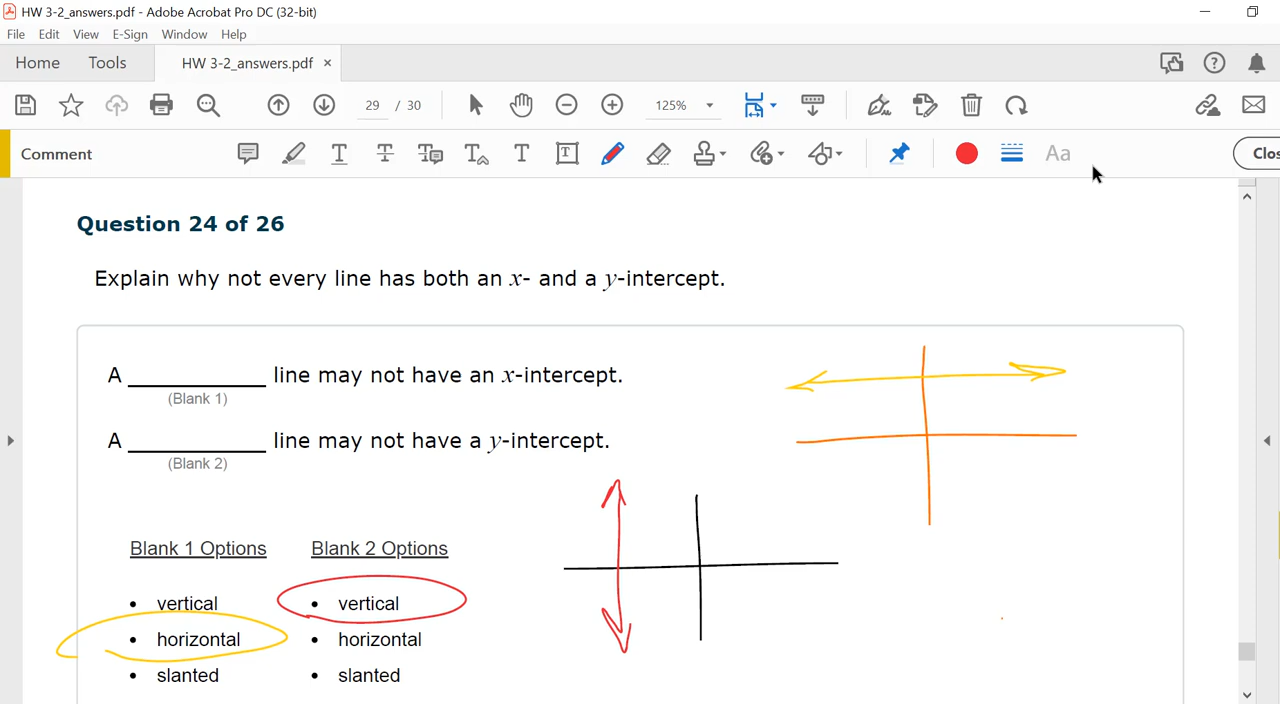 HW 3-2_answers.pdf - Adobe Acrobat Pro DC (32-bit)
File Edit View E-Sign Window Help
Home Tools HW 3-2_answers.pdf ×
29 / 30 125%
Comment T T T T T Aa Clos
Question 24 of 26
Explain why not every line has both an x- and a y-intercept.
A __________ line may not have an x-intercept.
(Blank 1)
A __________ line may not have a y-intercept.
(Blank 2)
Blank 1 Options Blank 2 Options
• vertical • vertical
• horizontal • horizontal
• slanted • slanted